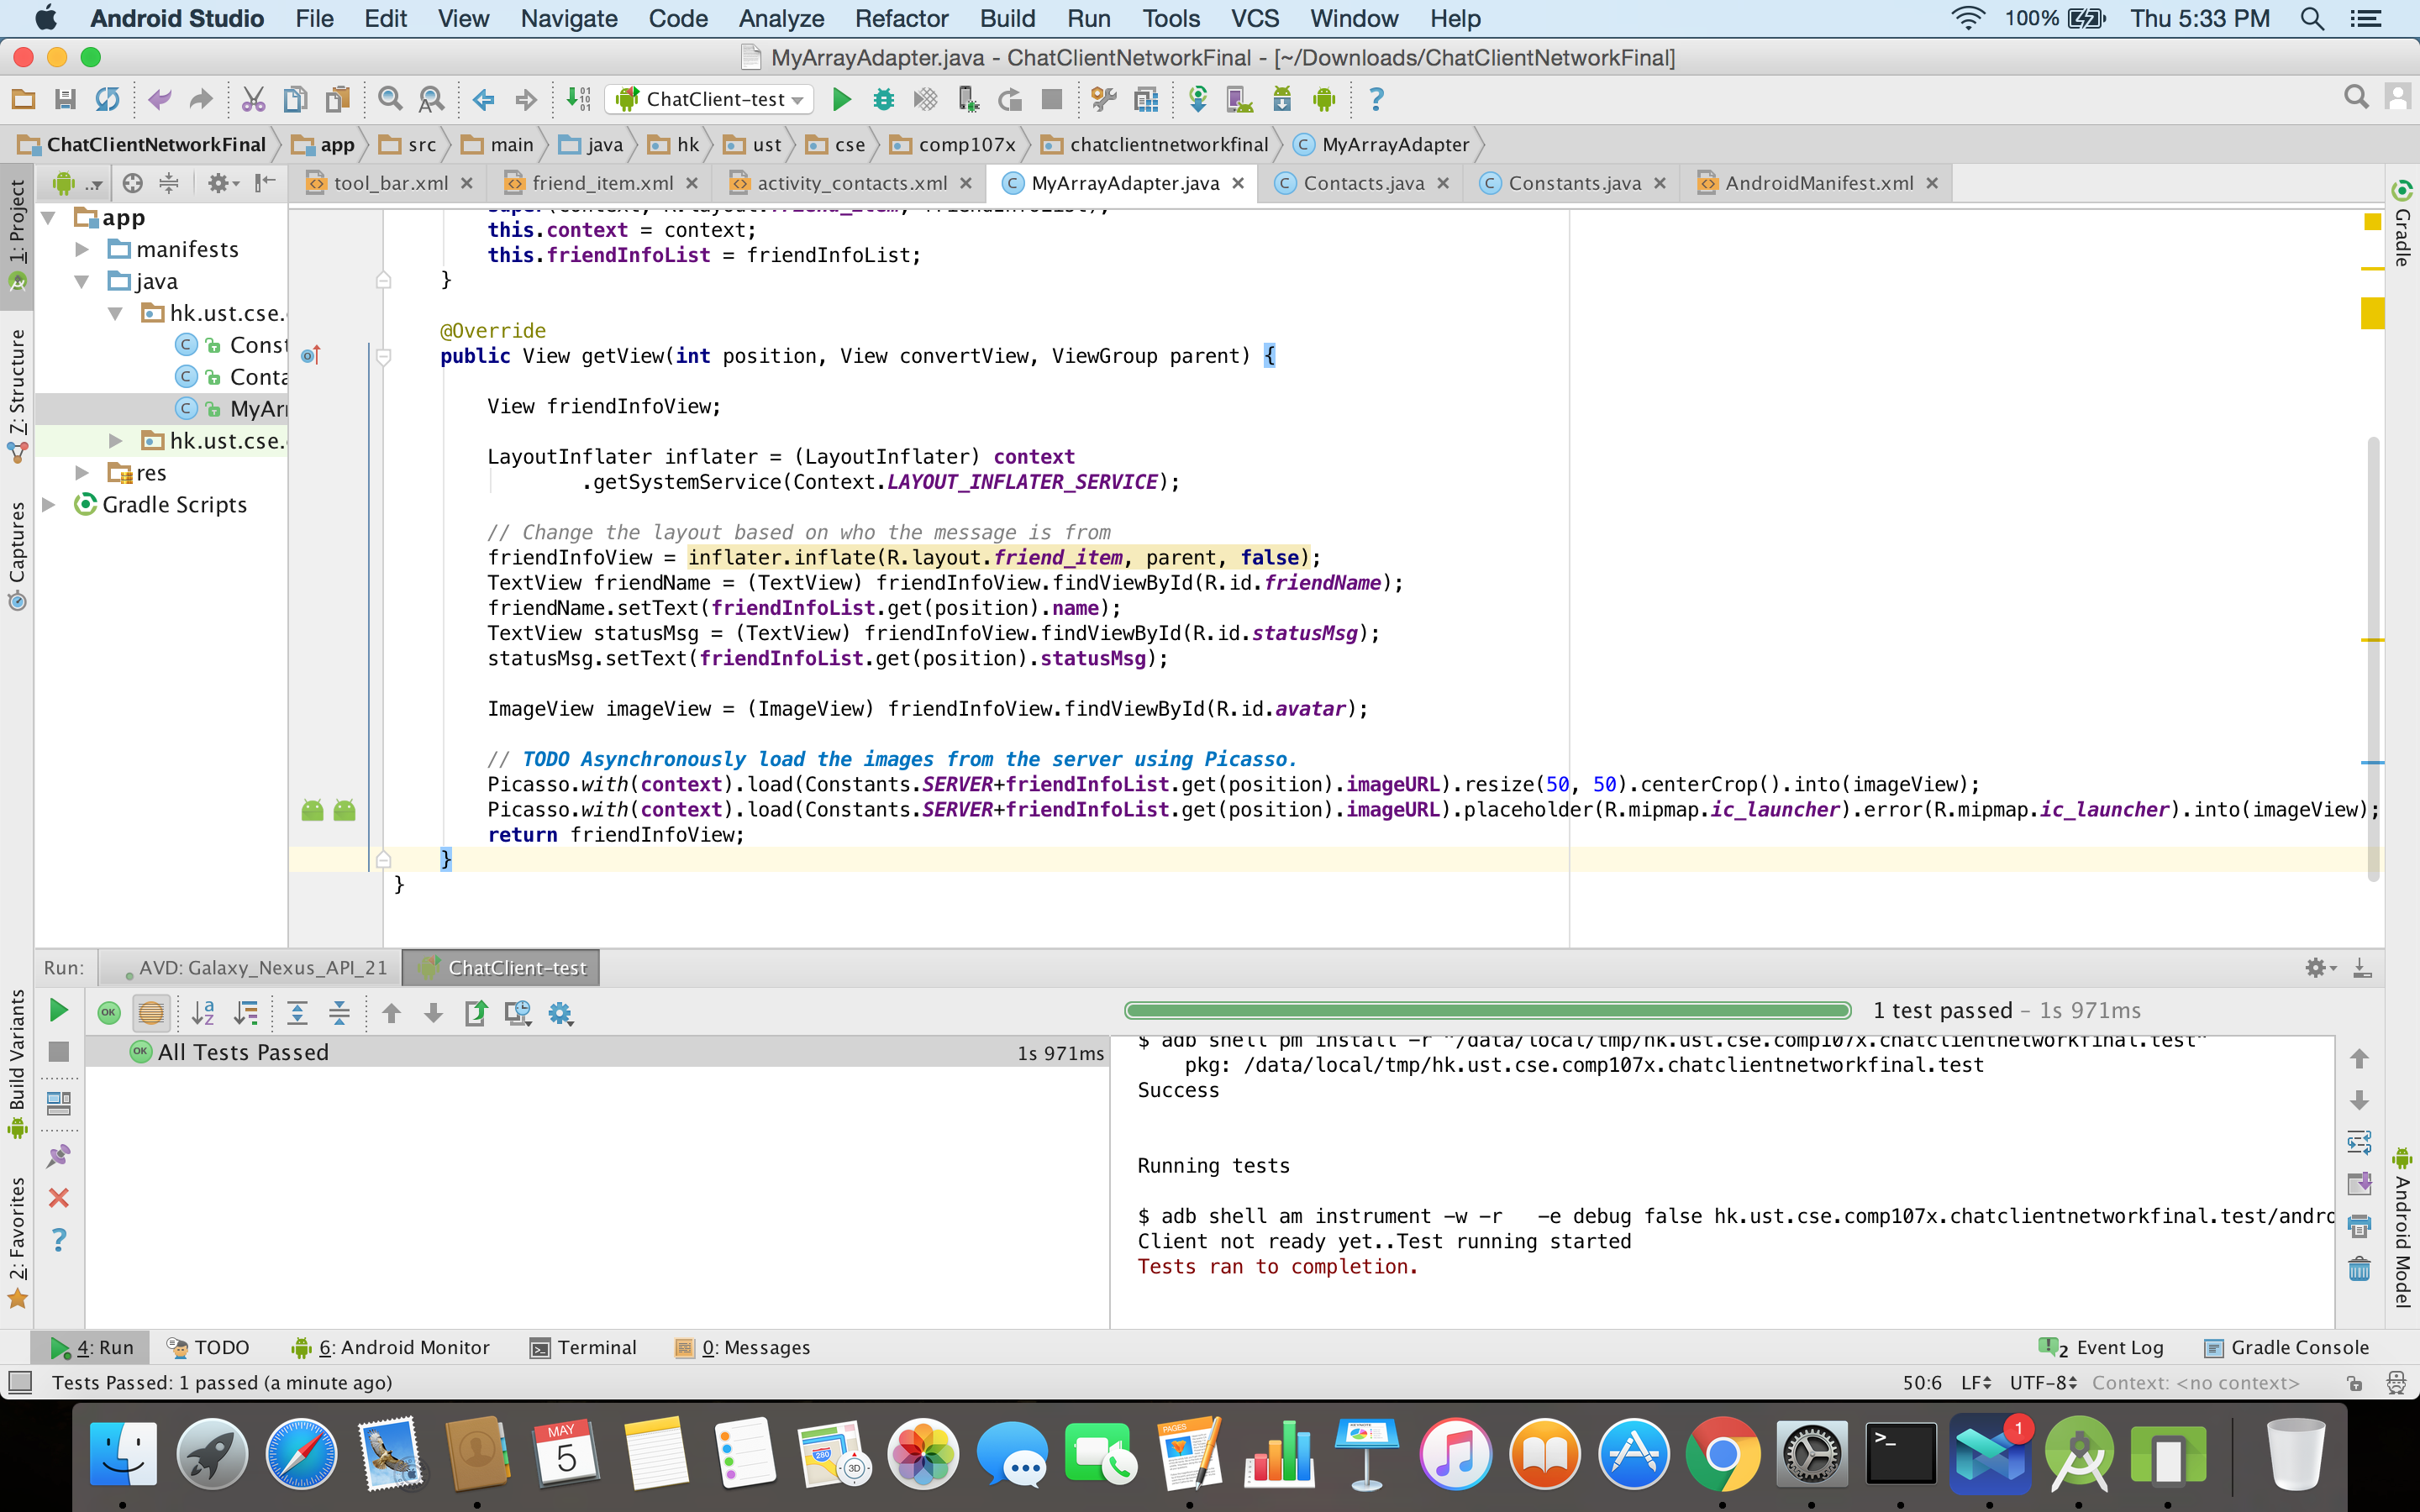 Android Studio File Edit View Navigate Code Analyze Refactor Build Run Tools VCS Window Help 100% Thu 5:33 PM
MyArrayAdapter.java - ChatClientNetworkFinal - [~/Downloads/ChatClientNetworkFinal]
ChatClient-test
ChatClientNetworkFinal app src main java hk ust cse comp107x chatclientnetworkfinal MyArrayAdapter
tool_bar.xml friend_item.xml activity_contacts.xml MyArrayAdapter.java Contacts.java Constants.java AndroidManifest.xml
1: Project
7: Structure
Captures
Build Variants
2: Favorites
app
manifests
java
hk.ust.cse.
Const
Conta
MyArr
hk.ust.cse.
res
Gradle Scripts
super(context, R.layout.friend_item, friendInfoList);
this.context = context;
this.friendInfoList = friendInfoList;
}
@Override
public View getView(int position, View convertView, ViewGroup parent) {
View friendInfoView;
LayoutInflater inflater = (LayoutInflater) context
.getSystemService(Context.LAYOUT_INFLATER_SERVICE);
// Change the layout based on who the message is from
friendInfoView = inflater.inflate(R.layout.friend_item, parent, false);
TextView friendName = (TextView) friendInfoView.findViewById(R.id.friendName);
friendName.setText(friendInfoList.get(position).name);
TextView statusMsg = (TextView) friendInfoView.findViewById(R.id.statusMsg);
statusMsg.setText(friendInfoList.get(position).statusMsg);
ImageView imageView = (ImageView) friendInfoView.findViewById(R.id.avatar);
// TODO Asynchronously load the images from the server using Picasso.
Picasso.with(context).load(Constants.SERVER+friendInfoList.get(position).imageURL).resize(50, 50).centerCrop().into(imageView);
Picasso.with(context).load(Constants.SERVER+friendInfoList.get(position).imageURL).placeholder(R.mipmap.ic_launcher).error(R.mipmap.ic_launcher).into(imageView);
return friendInfoView;
}
}
Gradle
Android Model
Run: AVD: Galaxy_Nexus_API_21 ChatClient-test
1 test passed – 1s 971ms
All Tests Passed 1s 971ms
$ adb shell pm install -r "/data/local/tmp/hk.ust.cse.comp107x.chatclientnetworkfinal.test"
pkg: /data/local/tmp/hk.ust.cse.comp107x.chatclientnetworkfinal.test
Success
Running tests
$ adb shell am instrument -w -r -e debug false hk.ust.cse.comp107x.chatclientnetworkfinal.test/andro
Client not ready yet..Test running started
Tests ran to completion.
4: Run TODO 6: Android Monitor Terminal 0: Messages 2 Event Log Gradle Console
Tests Passed: 1 passed (a minute ago) 50:6 LF UTF-8 Context: <no context>
MAY
5
PAGES
3D
280
>_
1